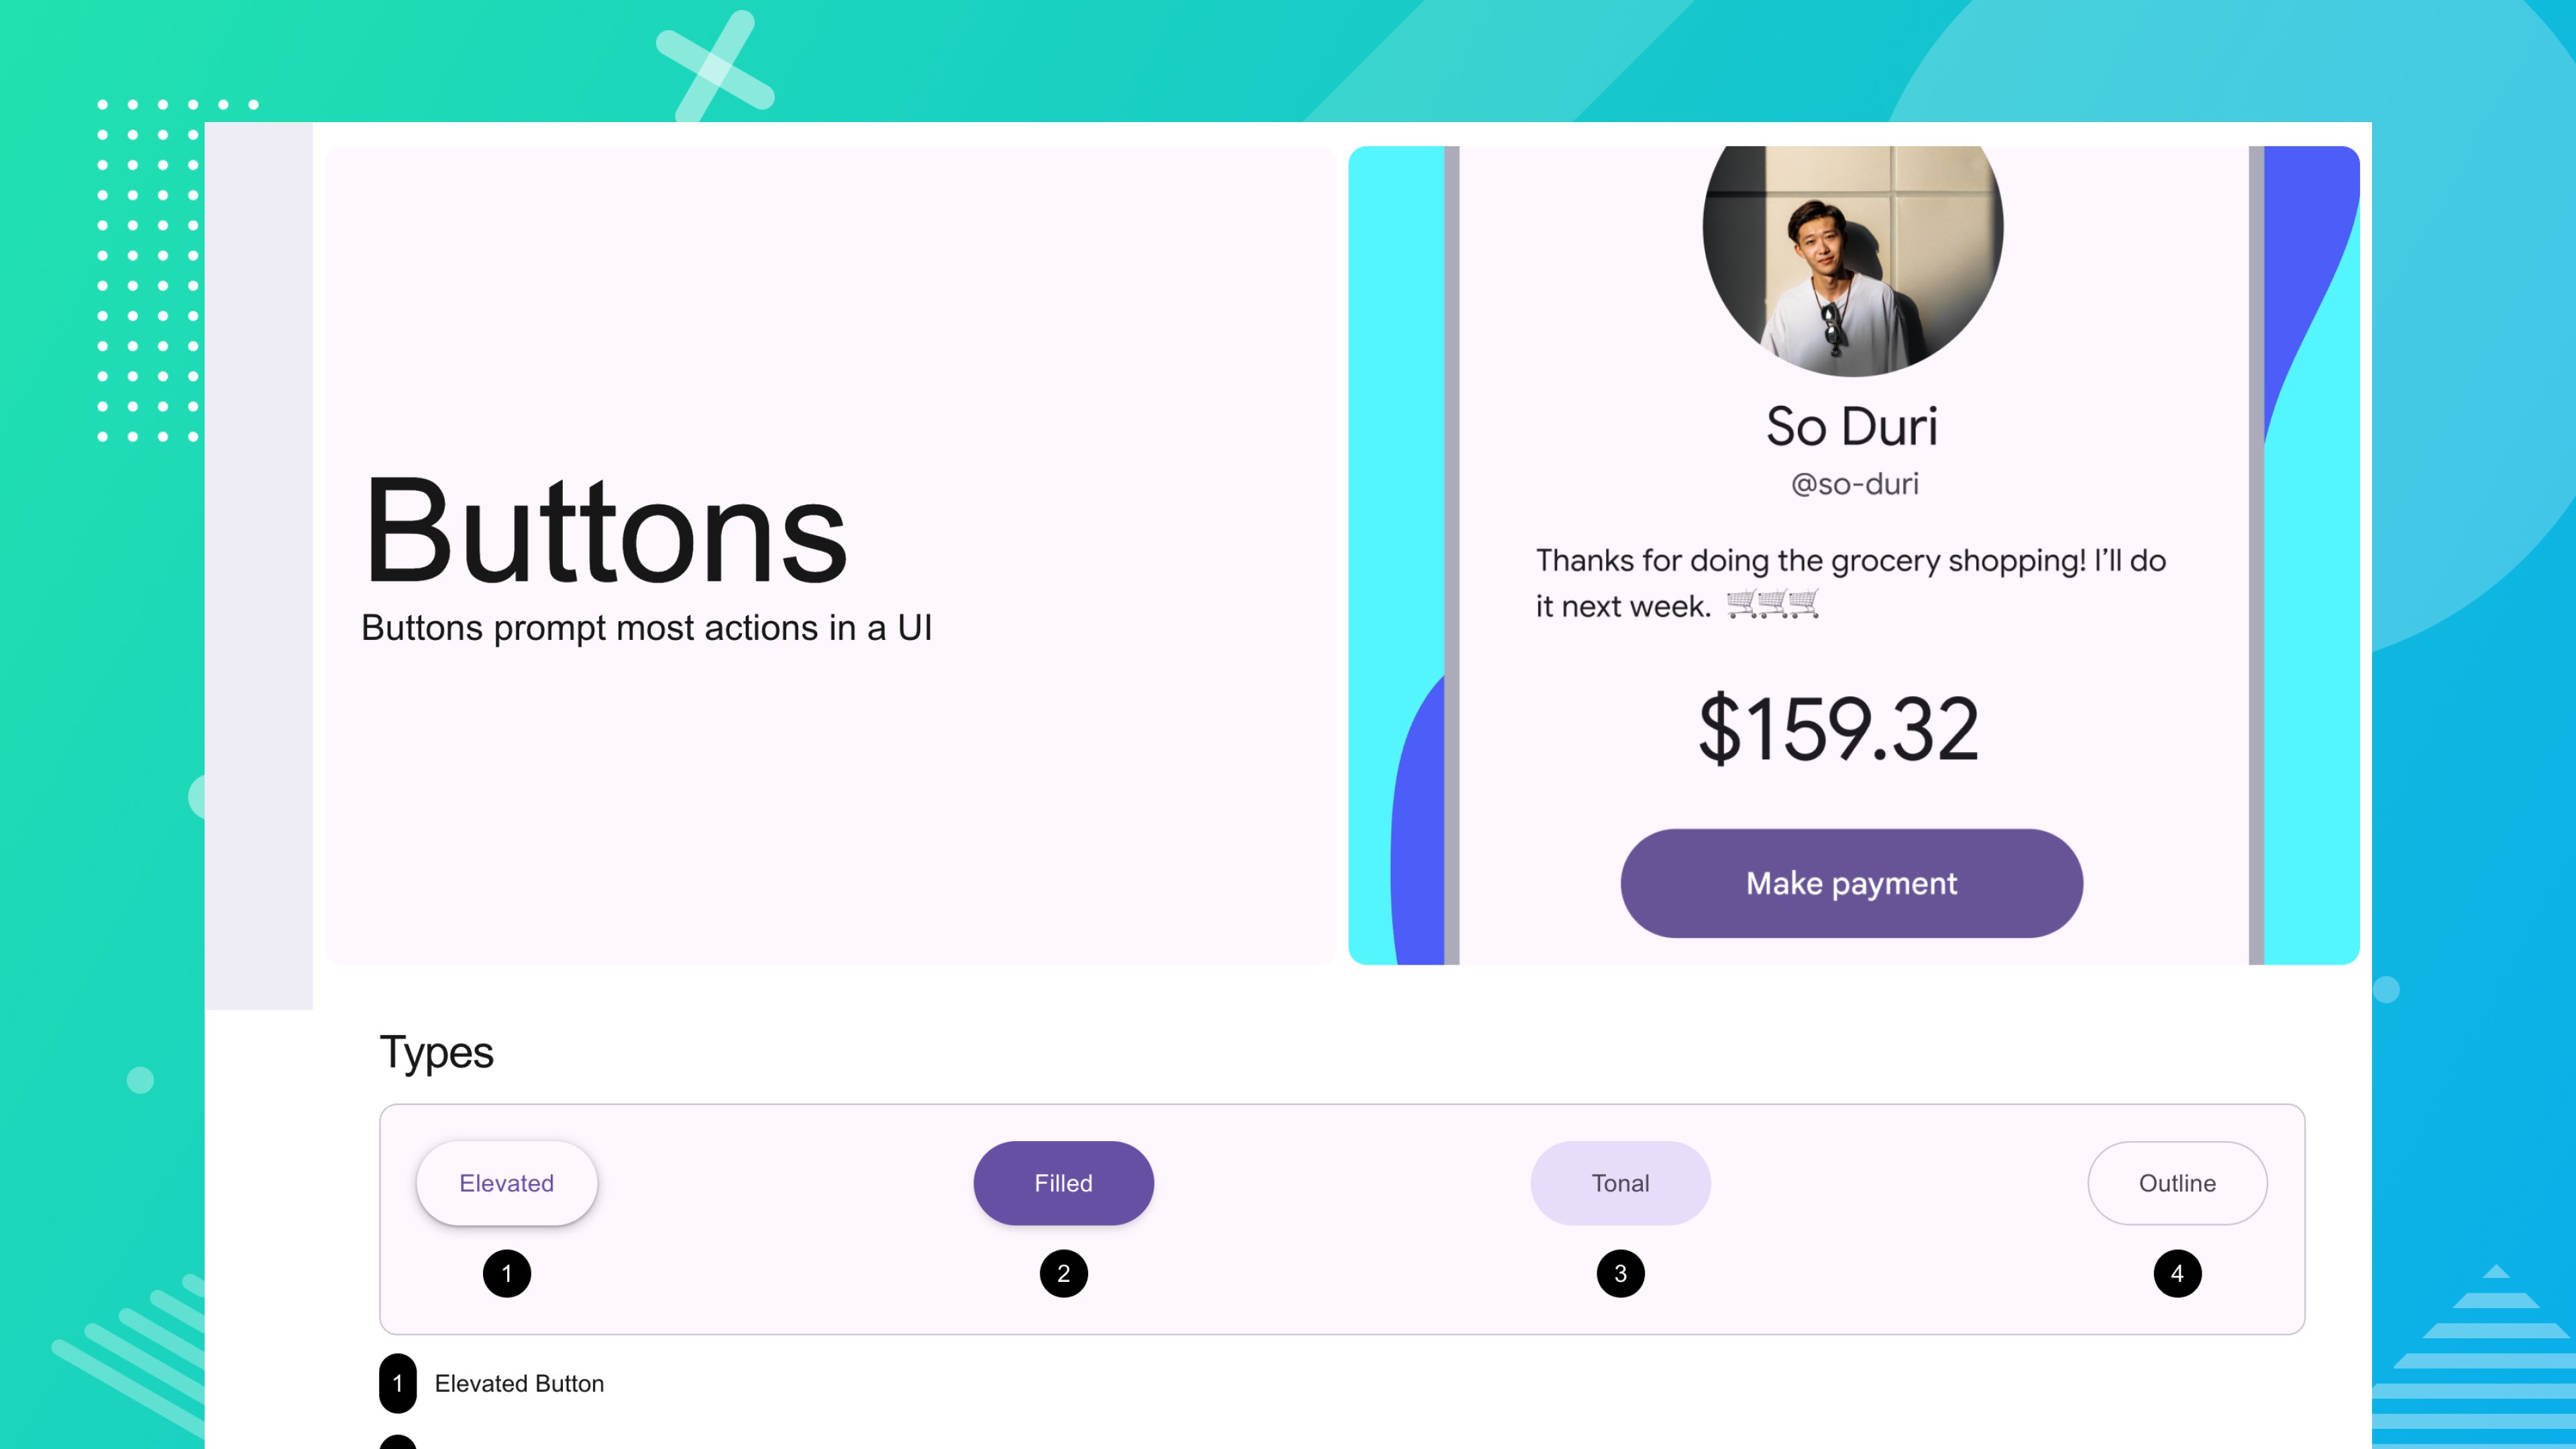 Buttons
Buttons prompt most actions in a UI
So Duri
@so-duri
Thanks for doing the grocery shopping! I’ll do
it next week. 🛒🛒🛒
$159.32
Make payment
Types
Elevated
Filled
Tonal
Outline
1
2
3
4
1 Elevated Button